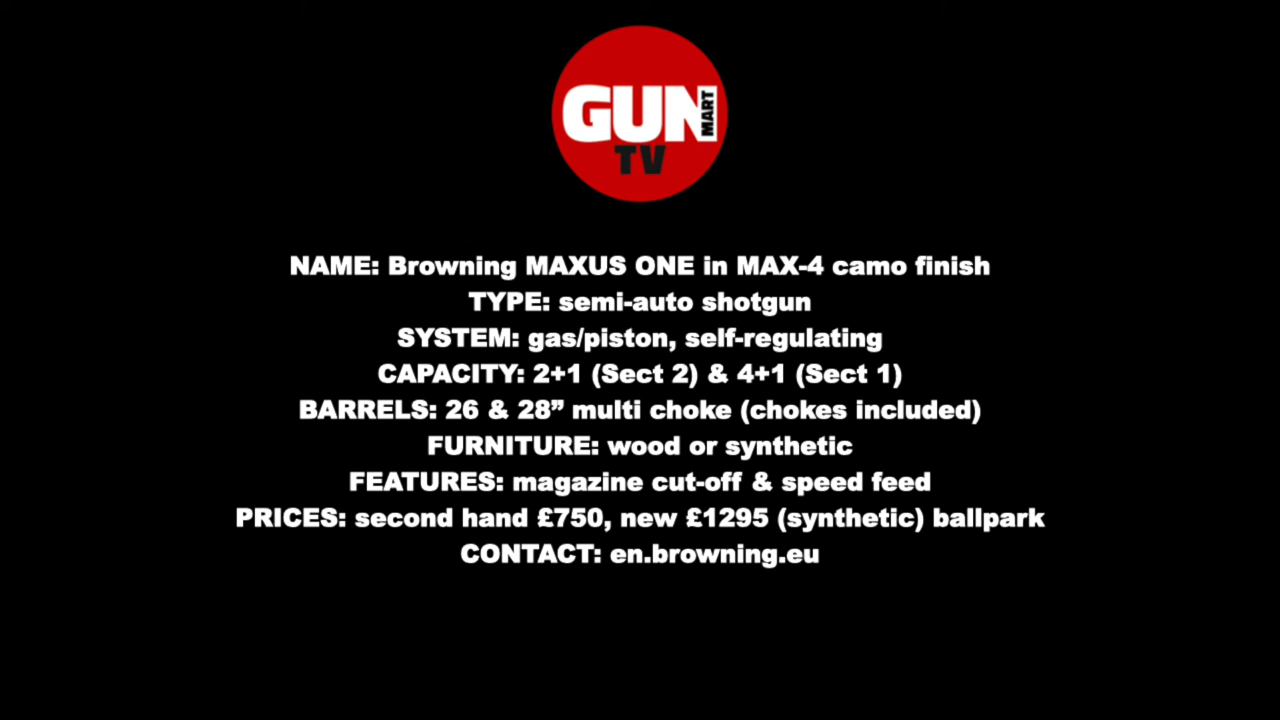 GUN
MART
TV
NAME: Browning MAXUS ONE in MAX-4 camo finish
TYPE: semi-auto shotgun
SYSTEM: gas/piston, self-regulating
CAPACITY: 2+1 (Sect 2) & 4+1 (Sect 1)
BARRELS: 26 & 28” multi choke (chokes included)
FURNITURE: wood or synthetic
FEATURES: magazine cut-off & speed feed
PRICES: second hand £750, new £1295 (synthetic) ballpark
CONTACT: en.browning.eu